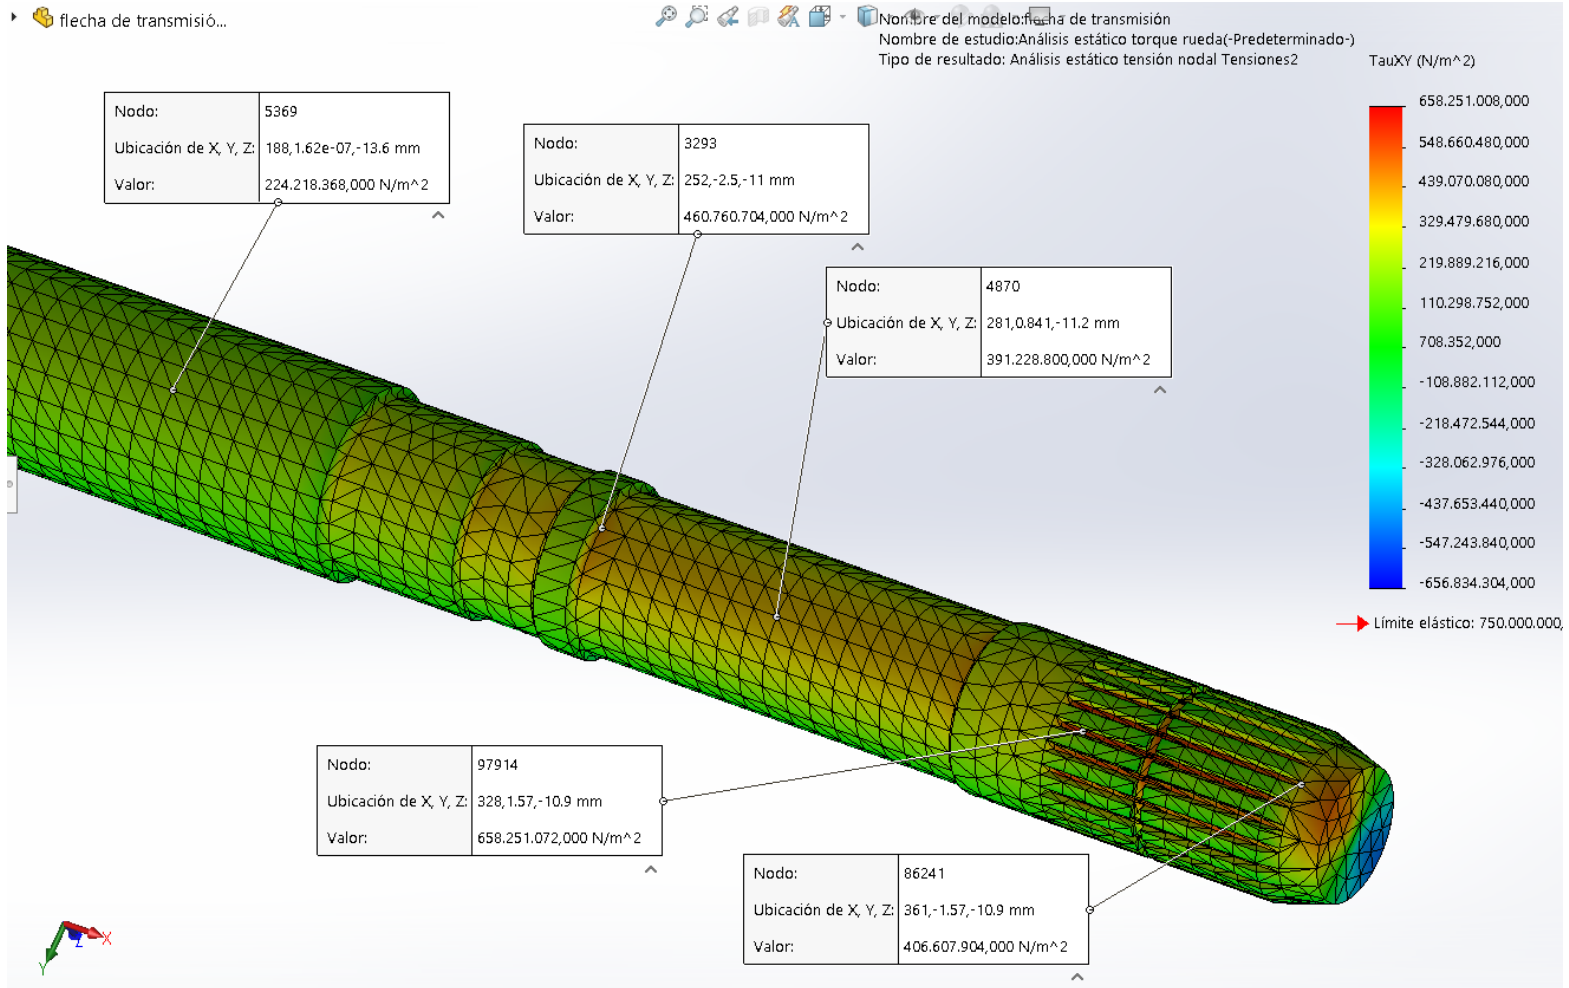 flecha de transmisió...
Nombre del modelo:flecha de transmisión
Nombre de estudio:Análisis estático torque rueda(-Predeterminado-)
Tipo de resultado: Análisis estático tensión nodal Tensiones2
TauXY (N/m^2)
658.251.008,000
548.660.480,000
439.070.080,000
329.479.680,000
219.889.216,000
110.298.752,000
708.352,000
-108.882.112,000
-218.472.544,000
-328.062.976,000
-437.653.440,000
-547.243.840,000
-656.834.304,000
Límite elástico: 750.000.000,
Nodo: 5369
Ubicación de X, Y, Z: 188,1.62e-07,-13.6 mm
Valor: 224.218.368,000 N/m^2
Nodo: 3293
Ubicación de X, Y, Z: 252,-2.5,-11 mm
Valor: 460.760.704,000 N/m^2
Nodo: 4870
Ubicación de X, Y, Z: 281,0.841,-11.2 mm
Valor: 391.228.800,000 N/m^2
Nodo: 97914
Ubicación de X, Y, Z: 328,1.57,-10.9 mm
Valor: 658.251.072,000 N/m^2
Nodo: 86241
Ubicación de X, Y, Z: 361,-1.57,-10.9 mm
Valor: 406.607.904,000 N/m^2
X
Y
Z